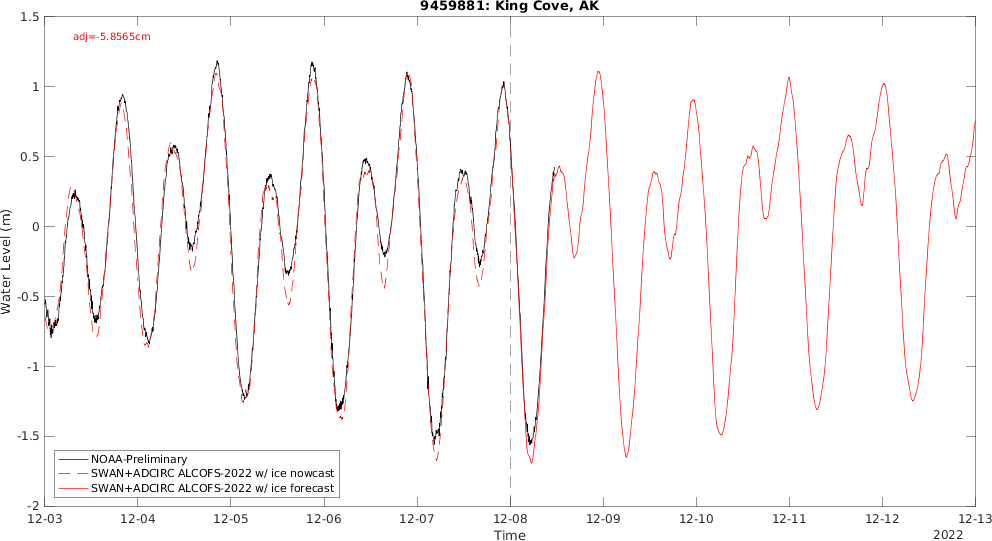 9459881: King Cove, AK
adj=-5.8565cm
1.5
1
0.5
0
-0.5
-1
-1.5
-2
Water Level (m)
NOAA-Preliminary
SWAN+ADCIRC ALCOFS-2022 w/ ice nowcast
SWAN+ADCIRC ALCOFS-2022 w/ ice forecast
12-03 12-04 12-05 12-06 12-07 12-08 12-09 12-10 12-11 12-12 12-13
Time
2022